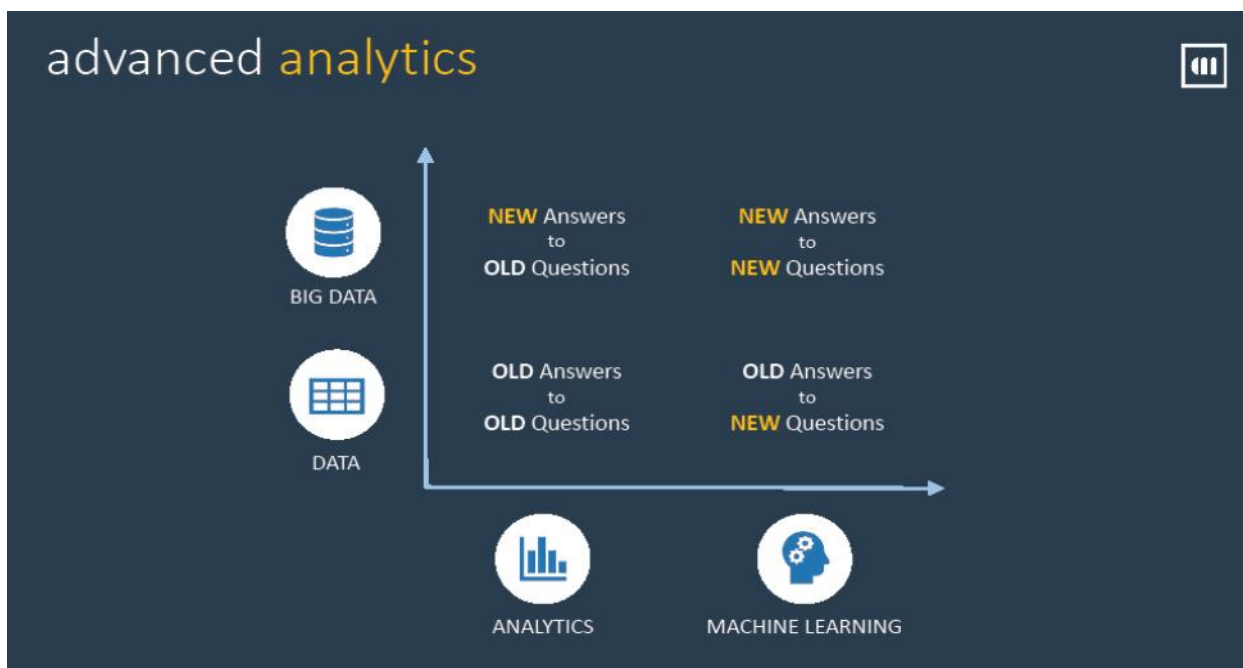 advanced analytics
NEW Answers
to
OLD Questions
NEW Answers
to
NEW Questions
BIG DATA
OLD Answers
to
OLD Questions
OLD Answers
to
NEW Questions
DATA
ANALYTICS
MACHINE LEARNING